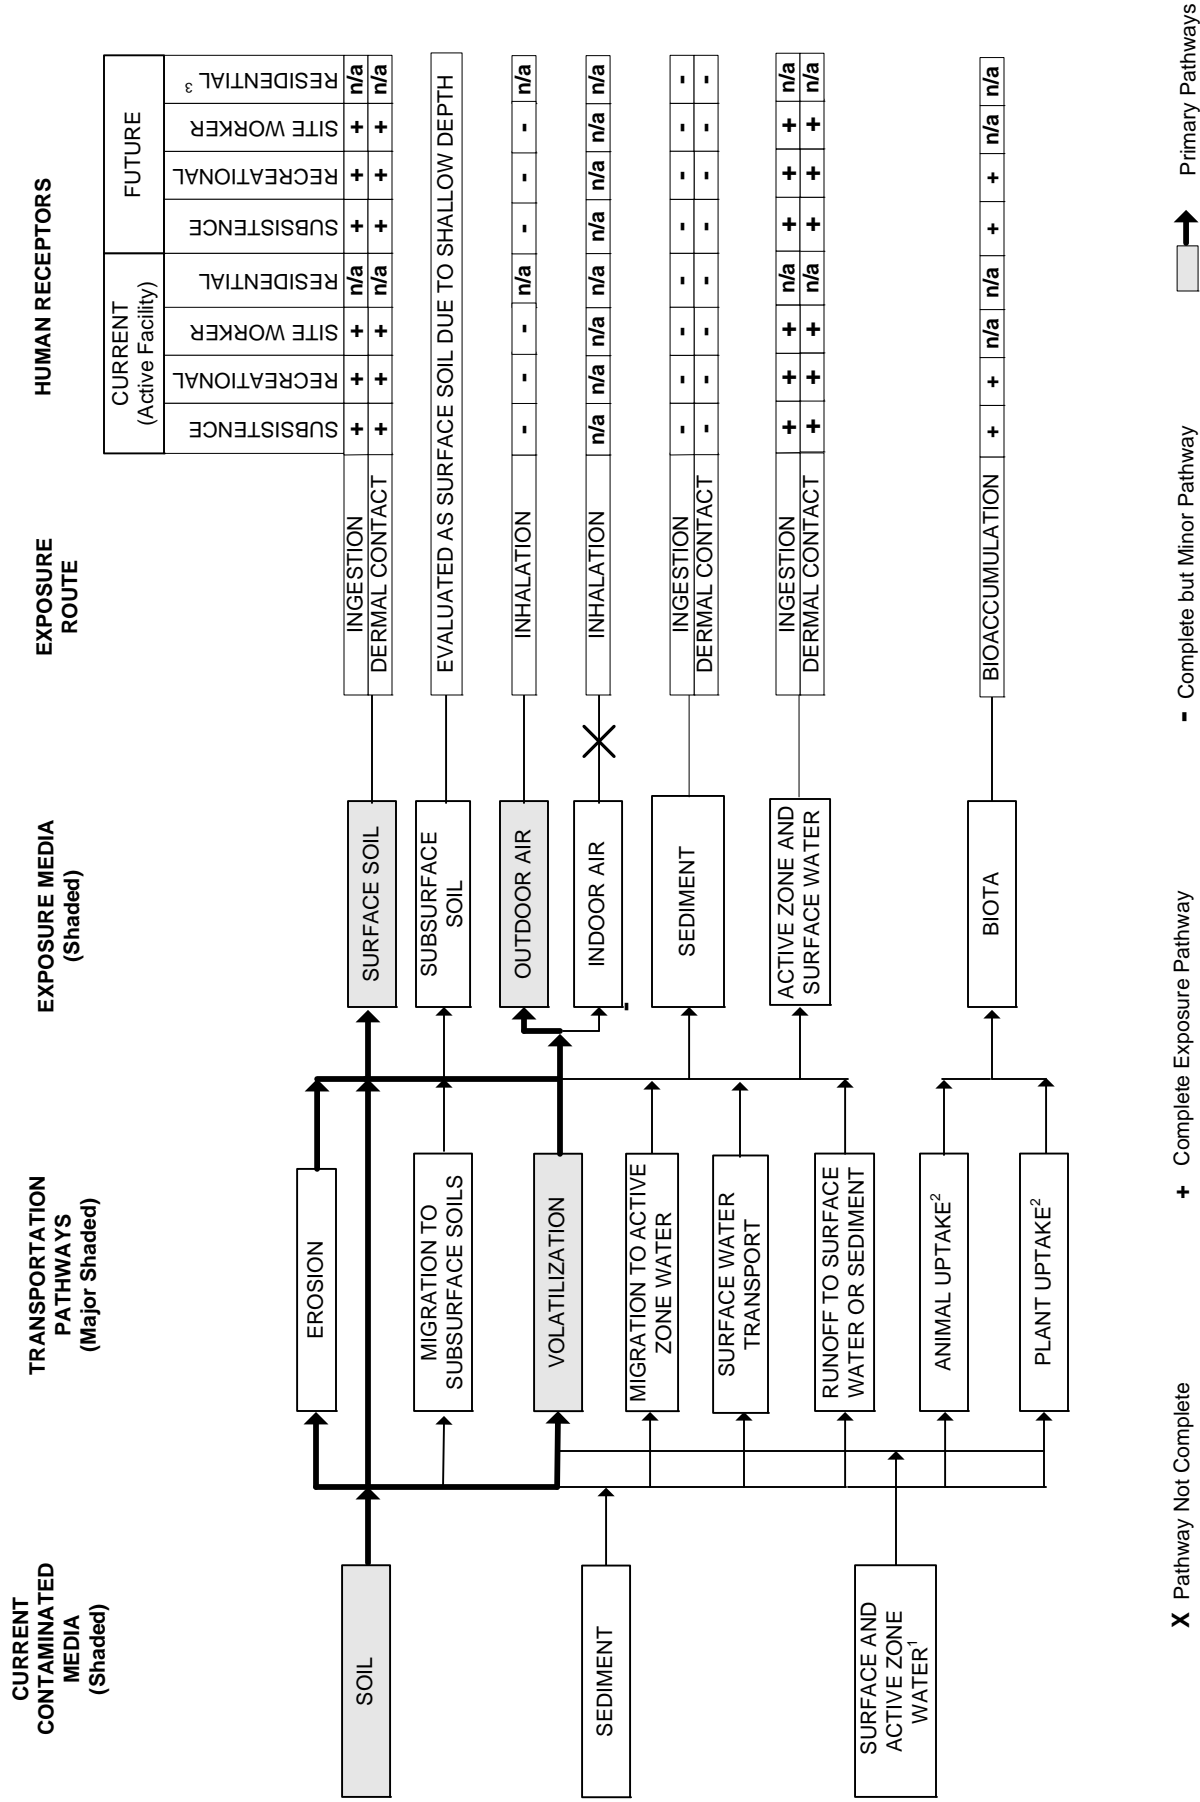 CURRENT
CONTAMINATED
MEDIA
(Shaded)
TRANSPORTATION
PATHWAYS
(Major Shaded)
EXPOSURE MEDIA
(Shaded)
EXPOSURE
ROUTE
HUMAN RECEPTORS
CURRENT
(Active Facility)
FUTURE
SUBSISTENCE
RECREATIONAL
SITE WORKER
RESIDENTIAL
SUBSISTENCE
RECREATIONAL
SITE WORKER
RESIDENTIAL ³
SOIL
SEDIMENT
SURFACE AND
ACTIVE ZONE
WATER¹
EROSION
MIGRATION TO
SUBSURFACE SOILS
VOLATILIZATION
MIGRATION TO ACTIVE
ZONE WATER
SURFACE WATER
TRANSPORT
RUNOFF TO SURFACE
WATER OR SEDIMENT
ANIMAL UPTAKE²
PLANT UPTAKE²
SURFACE SOIL
SUBSURFACE
SOIL
OUTDOOR AIR
INDOOR AIR
SEDIMENT
ACTIVE ZONE AND
SURFACE WATER
BIOTA
INGESTION + + + n/a + + + n/a
DERMAL CONTACT + + + n/a + + + n/a
EVALUATED AS SURFACE SOIL DUE TO SHALLOW DEPTH
INHALATION - - - n/a - - - n/a
INHALATION n/a n/a n/a n/a n/a n/a n/a n/a
INGESTION - - - - - - - -
DERMAL CONTACT - - - - - - - -
INGESTION + + + n/a + + + n/a
DERMAL CONTACT + + + n/a + + + n/a
BIOACCUMULATION + + n/a n/a + + n/a n/a
X Pathway Not Complete
+ Complete Exposure Pathway
- Complete but Minor Pathway
Primary Pathways